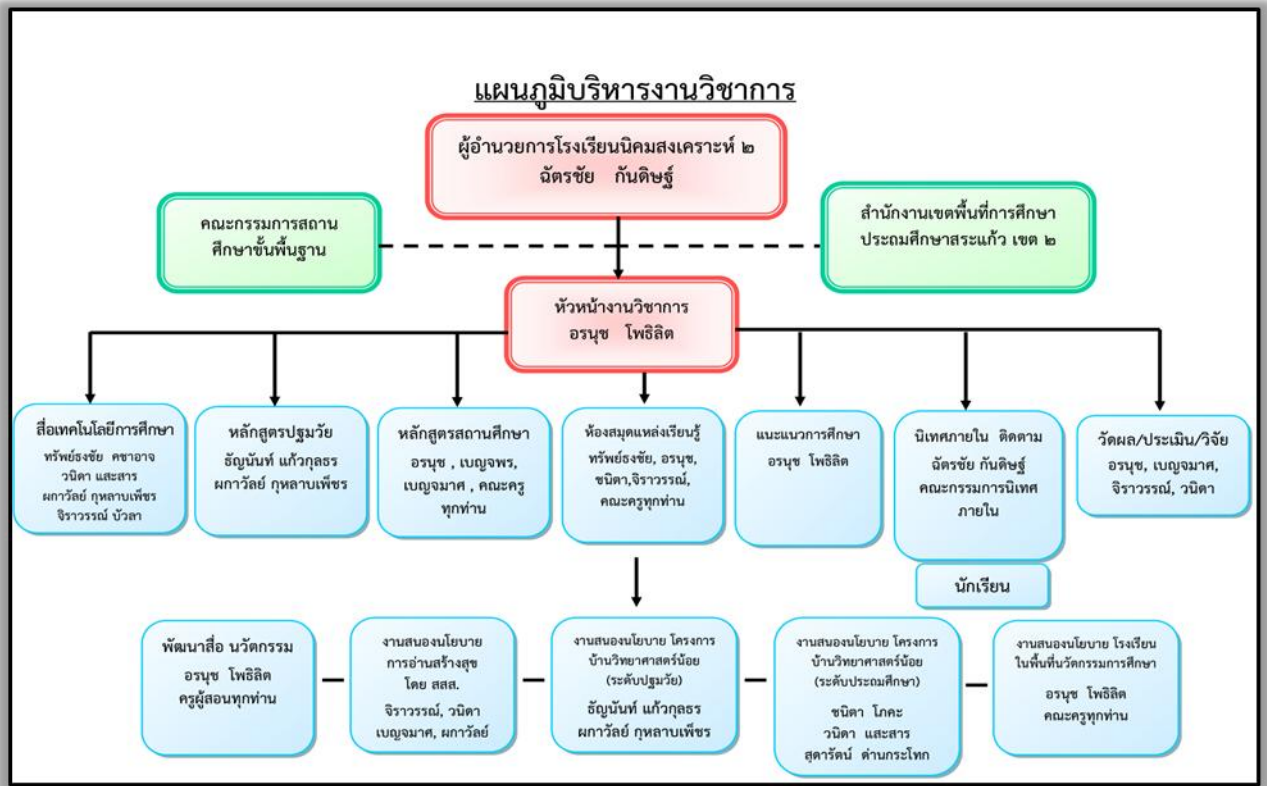 แผนภูมิบริหารงานวิชาการ
ผู้อำนวยการโรงเรียนนิคมสงเคราะห์ ๒
ฉัตรชัย กันดิษฐ์
คณะกรรมการสถาน
ศึกษาขั้นพื้นฐาน
สำนักงานเขตพื้นที่การศึกษา
ประถมศึกษาสระแก้ว เขต ๒
หัวหน้างานวิชาการ
อรนุช โพธิลิต
สื่อเทคโนโลยีการศึกษา
ทรัพย์ธงชัย คชาอาจ
วนิดา และสาร
ผกาวัลย์ กุหลาบเพ็ชร
จิราวรรณ์ บัวลา
หลักสูตรปฐมวัย
ธัญนันท์ แก้วกุลธร
ผกาวัลย์ กุหลาบเพ็ชร
หลักสูตรสถานศึกษา
อรนุช , เบญจพร,
เบญจมาศ , คณะครู
ทุกท่าน
ห้องสมุดแหล่งเรียนรู้
ทรัพย์ธงชัย, อรนุช,
ชนิตา,จิราวรรณ์,
คณะครูทุกท่าน
แนะแนวการศึกษา
อรนุช โพธิลิต
นิเทศภายใน ติดตาม
ฉัตรชัย กันดิษฐ์
คณะกรรมการนิเทศ
ภายใน
วัดผล/ประเมิน/วิจัย
อรนุช, เบญจมาศ,
จิราวรรณ์, วนิดา
นักเรียน
พัฒนาสื่อ นวัตกรรม
อรนุช โพธิลิต
ครูผู้สอนทุกท่าน
งานสนองนโยบาย
การอ่านสร้างสุข
โดย สสส.
จิราวรรณ์, วนิดา
เบญจมาศ, ผกาวัลย์
งานสนองนโยบาย โครงการ
บ้านวิทยาศาสตร์น้อย
(ระดับปฐมวัย)
ธัญนันท์ แก้วกุลธร
ผกาวัลย์ กุหลาบเพ็ชร
งานสนองนโยบาย โครงการ
บ้านวิทยาศาสตร์น้อย
(ระดับประถมศึกษา)
ชนิตา โภคะ
วนิดา และสาร
สุดารัตน์ ด่านกระโทก
งานสนองนโยบาย โรงเรียน
ในพื้นที่นวัตกรรมการศึกษา
อรนุช โพธิลิต
คณะครูทุกท่าน